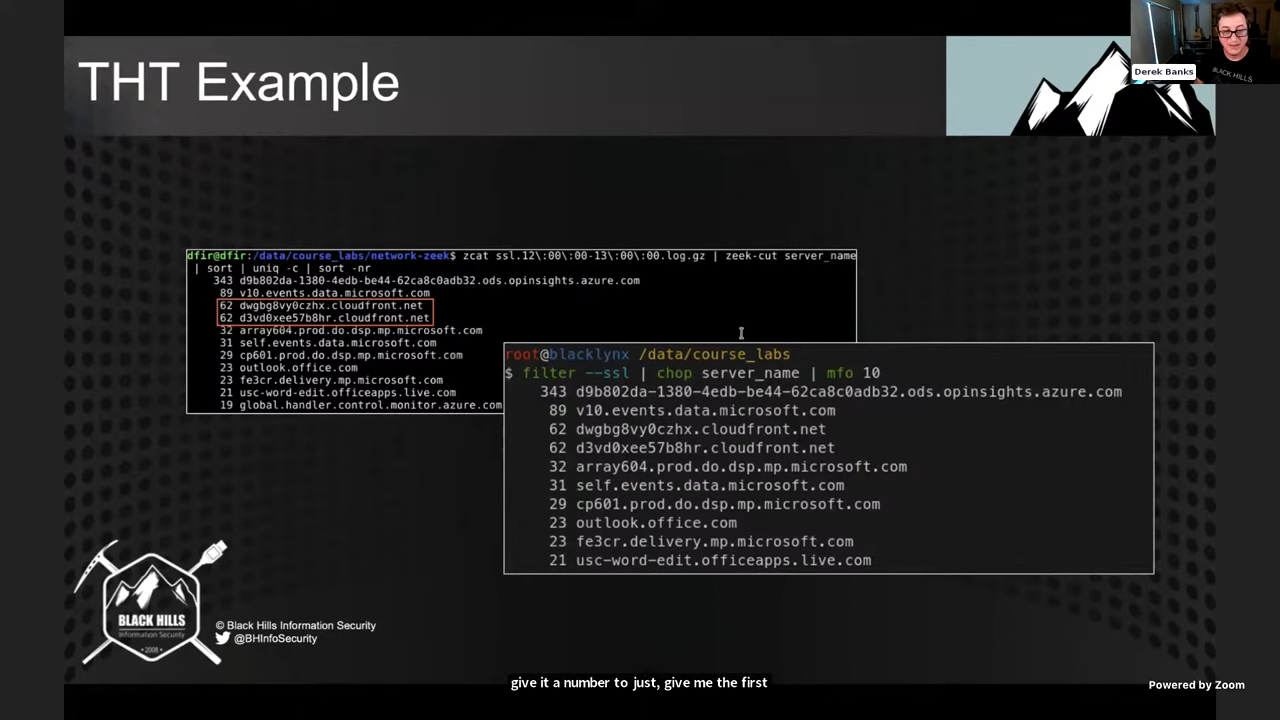 THT Example
Derek Banks
BLACK HILLS
dfir@dfir:/data/course_labs/network-zeek$ zcat ssl.12\:00\:00-13\:00\:00.log.gz | zeek-cut server_name
| sort | uniq -c | sort -nr
343 d9b802da-1380-4edb-be44-62ca8c0adb32.ods.opinsights.azure.com
89 v10.events.data.microsoft.com
62 dwgbg8vy0czhx.cloudfront.net
62 d3vd0xee57b8hr.cloudfront.net
32 array604.prod.do.dsp.mp.microsoft.com
31 self.events.data.microsoft.com
29 cp601.prod.do.dsp.mp.microsoft.com
23 outlook.office.com
23 fe3cr.delivery.mp.microsoft.com
21 usc-word-edit.officeapps.live.com
19 global.handler.control.monitor.azure.com
root@blacklynx /data/course_labs
$ filter --ssl | chop server_name | mfo 10
343 d9b802da-1380-4edb-be44-62ca8c0adb32.ods.opinsights.azure.com
89 v10.events.data.microsoft.com
62 dwgbg8vy0czhx.cloudfront.net
62 d3vd0xee57b8hr.cloudfront.net
32 array604.prod.do.dsp.mp.microsoft.com
31 self.events.data.microsoft.com
29 cp601.prod.do.dsp.mp.microsoft.com
23 outlook.office.com
23 fe3cr.delivery.mp.microsoft.com
21 usc-word-edit.officeapps.live.com
BLACK HILLS
Information Security
• 2008 •
© Black Hills Information Security
@BHInfoSecurity
give it a number to just, give me the first
Powered by Zoom